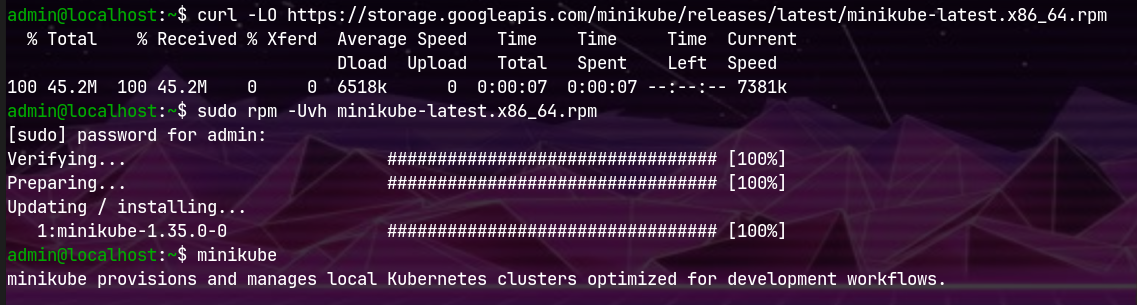 admin@localhost:~$ curl -LO https://storage.googleapis.com/minikube/releases/latest/minikube-latest.x86_64.rpm
  % Total    % Received % Xferd  Average Speed   Time    Time     Time  Current
                                 Dload  Upload   Total   Spent    Left  Speed
100 45.2M  100 45.2M    0     0  6518k      0  0:00:07  0:00:07 --:--:-- 7381k
admin@localhost:~$ sudo rpm -Uvh minikube-latest.x86_64.rpm
[sudo] password for admin:
Verifying...                          ################################# [100%]
Preparing...                          ################################# [100%]
Updating / installing...
   1:minikube-1.35.0-0                ################################# [100%]
admin@localhost:~$ minikube
minikube provisions and manages local Kubernetes clusters optimized for development workflows.